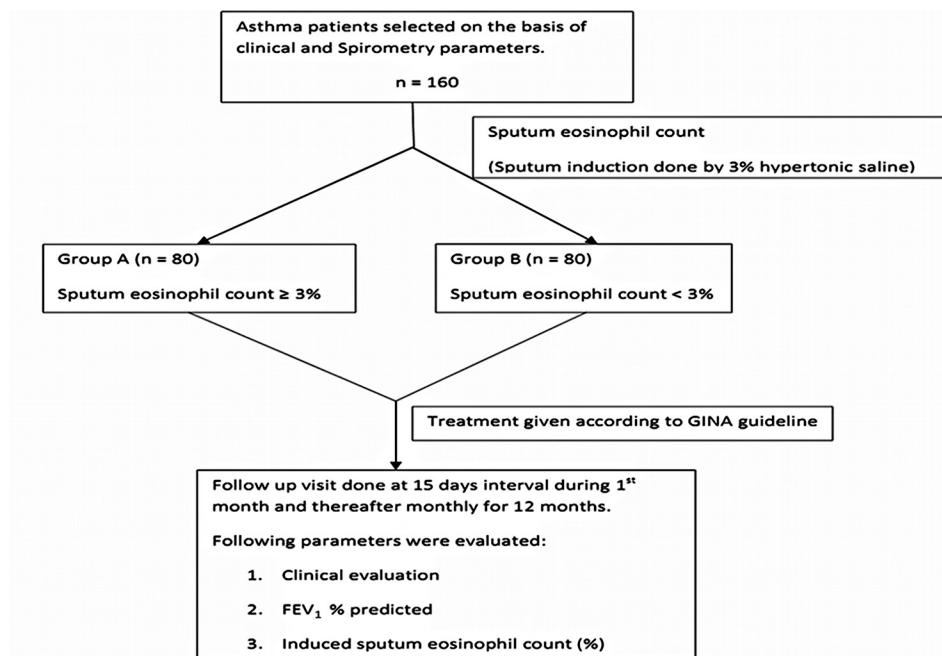 Asthma patients selected on the basis of
clinical and Spirometry parameters.
n = 160
Sputum eosinophil count
(Sputum induction done by 3% hypertonic saline)
Group A (n = 80)
Sputum eosinophil count ≥ 3%
Group B (n = 80)
Sputum eosinophil count < 3%
Treatment given according to GINA guideline
Follow up visit done at 15 days interval during 1st
month and thereafter monthly for 12 months.
Following parameters were evaluated:
1. Clinical evaluation
2. FEV1 % predicted
3. Induced sputum eosinophil count (%)